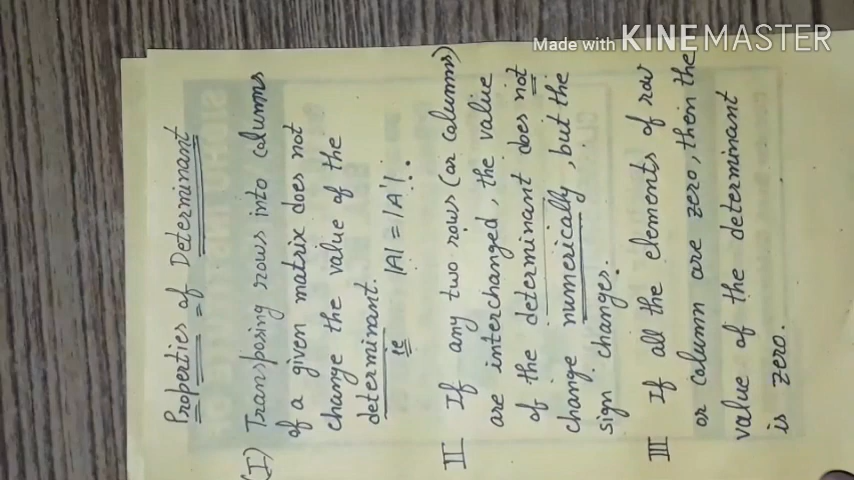 Made with KINEMASTER
Properties of Determinant
(I) Transposing rows into columns
of a given matrix does not
change the value of the
determinant.
ie |A| = |A'|.
II If any two rows (or columns)
are interchanged, the value
of the determinant does not
change numerically, but the
sign changes.
III If all the elements of row
or column are zero, then the
value of the determinant
is zero.